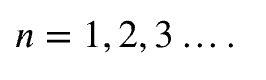 n = 1, 2, 3 … .